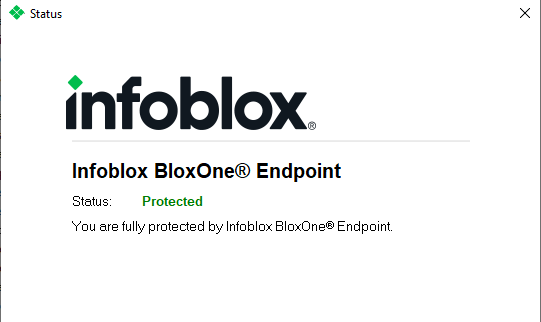 Status
infoblox®
Infoblox BloxOne® Endpoint
Status: Protected
You are fully protected by Infoblox BloxOne® Endpoint.